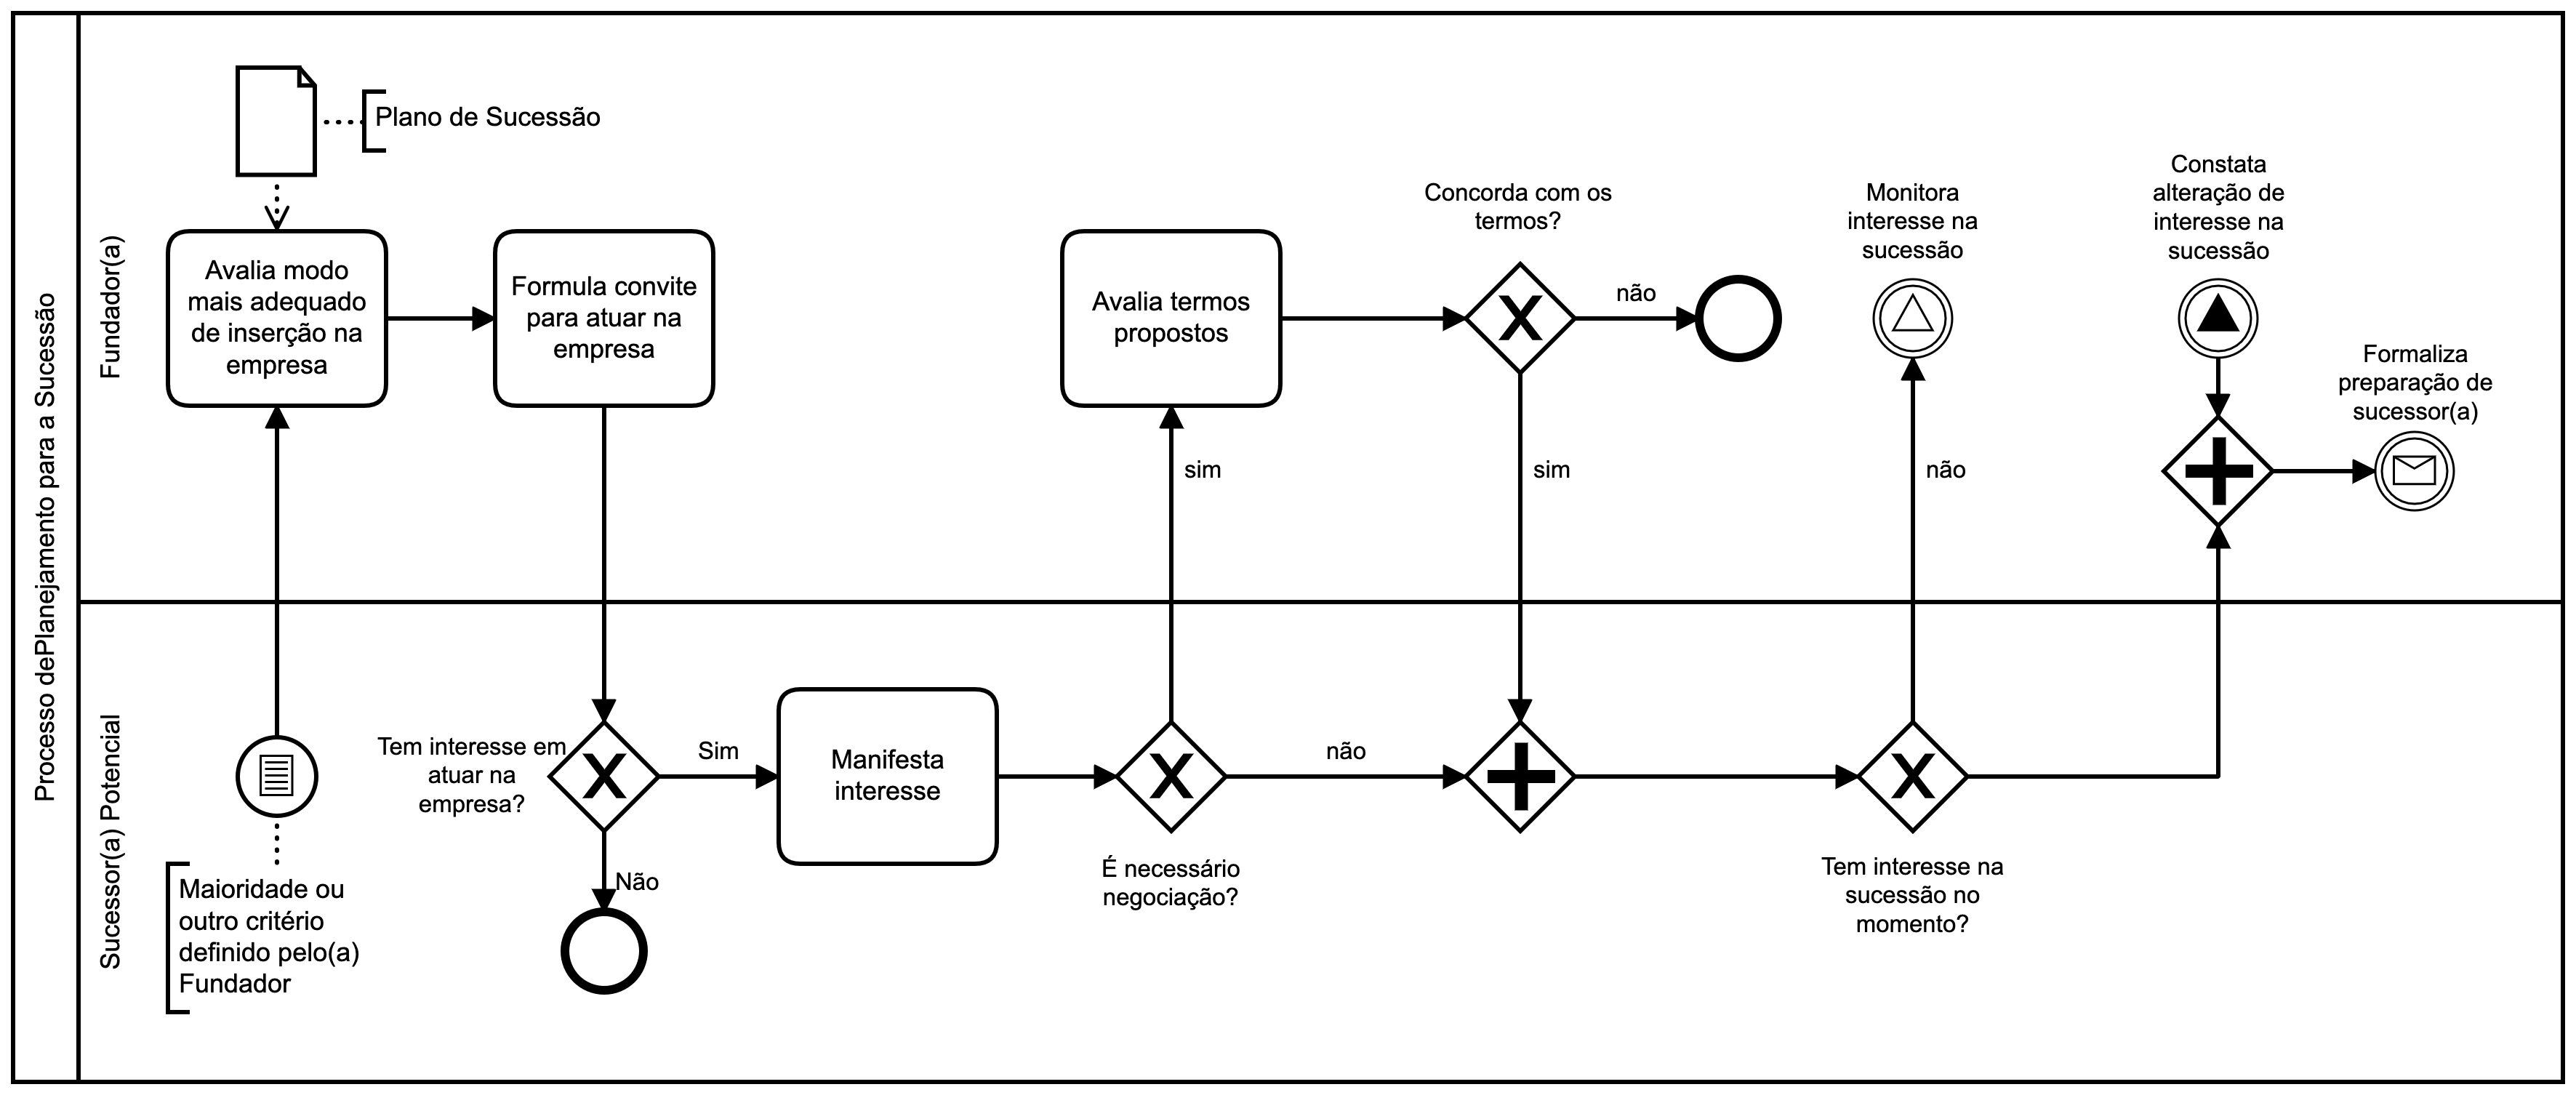 Processo dePlanejamento para a Sucessão
Fundador(a)
Plano de Sucessão
Avalia modo
mais adequado
de inserção na
empresa
Formula convite
para atuar na
empresa
Avalia termos
propostos
Concorda com os
termos?
não
sim
sim
Monitora
interesse na
sucessão
não
Constata
alteração de
interesse na
sucessão
Formaliza
preparação de
sucessor(a)
Sucessor(a) Potencial
Maioridade ou
outro critério
definido pelo(a)
Fundador
Tem interesse em
atuar na
empresa?
Sim
Não
Manifesta
interesse
É necessário
negociação?
não
Tem interesse na
sucessão no
momento?